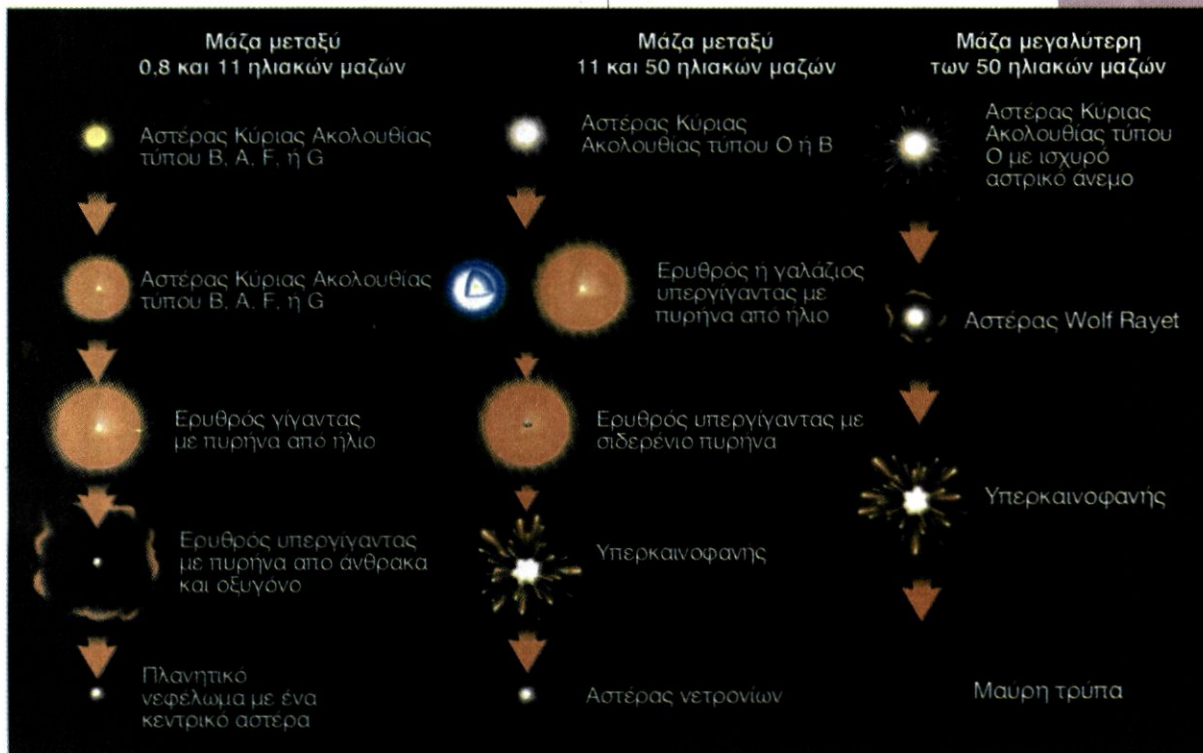 Μάζα μεταξύ
0,8 και 11 ηλιακών μαζών
Αστέρας Κύριας Ακολουθίας
τύπου B, A, F, ή G
Αστέρας Κύριας Ακολουθίας
τύπου B, A, F, ή G
Ερυθρός γίγαντας
με πυρήνα από ήλιο
Ερυθρός υπεργίγαντας
με πυρήνα απο άνθρακα
και οξυγόνο
Πλανητικό
νεφέλωμα με ένα
κεντρικό αστέρα
Μάζα μεταξύ
11 και 50 ηλιακών μαζών
Αστέρας Κύριας
Ακολουθίας τύπου O ή B
Ερυθρός ή γαλάζιος
υπεργίγαντας με
πυρήνα από ήλιο
Ερυθρός υπεργίγαντας με
σιδερένιο πυρήνα
Υπερκαινοφανής
Αστέρας νετρονίων
Μάζα μεγαλύτερη
των 50 ηλιακών μαζών
Αστέρας Κύριας
Ακολουθίας τύπου
O με ισχυρό
αστρικό άνεμο
Αστέρας Wolf Rayet
Υπερκαινοφανής
Μαύρη τρύπα